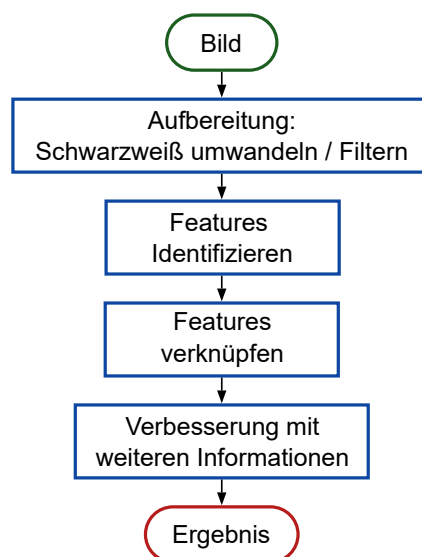 Bild
Aufbereitung:
Schwarzweiß umwandeln / Filtern
Features
Identifizieren
Features
verknüpfen
Verbesserung mit
weiteren Informationen
Ergebnis